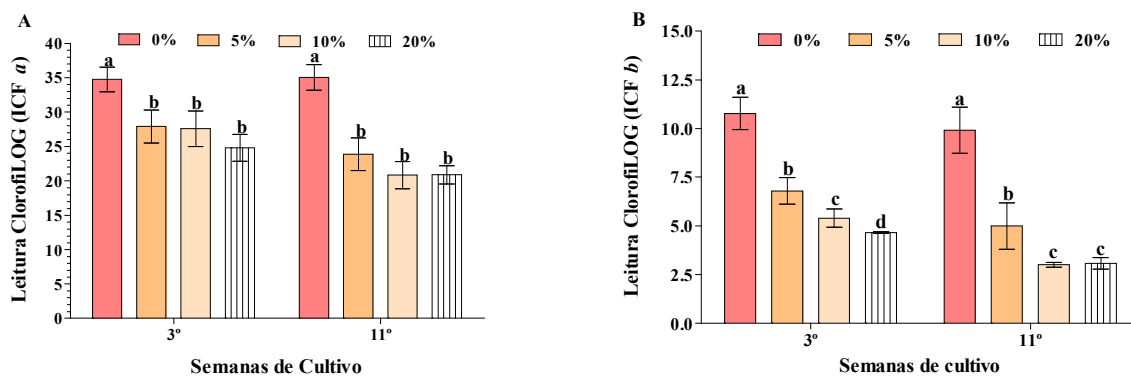 A
0% 5% 10% 20%
Leitura ClorofiLOG (ICF a)
40
35
30
25
20
15
10
5
0
a b b b
a b b b
3º 11º
Semanas de Cultivo
B
0% 5% 10% 20%
Leitura ClorofiLOG (ICF b)
15.0
12.5
10.0
7.5
5.0
2.5
0.0
a b c d
a b c c
3º 11º
Semanas de cultivo